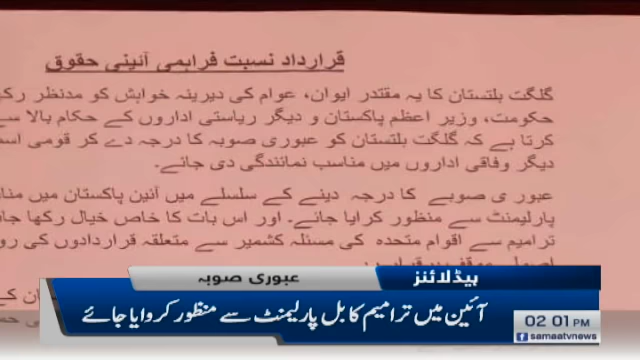 قرارداد نسبت فراہمی آئینی حقوق
گلگت بلتستان کا یہ مقتدر ایوان، عوام کی دیرینہ خواہش کو مدنظر
حکومت، وزیر اعظم پاکستان و دیگر ریاستی اداروں کے حکام بالا سے
کرتا ہے کہ گلگت بلتستان کو عبوری صوبہ کا درجہ دے کر قومی
دیگر وفاقی اداروں میں مناسب نمائندگی دی جائے۔
عبوری صوبے کا درجہ دینے کے سلسلے میں آئین پاکستان میں
پارلیمنٹ سے منظور کرایا جائے۔ اور اس بات کا خاص خیال رکھا
ترامیم سے اقوام متحدہ کی مسئلہ کشمیر سے متعلقہ قراردادوں کی
ہیڈلائنز
عبوری صوبہ
آئین میں ترامیم کا بل پارلیمنٹ سے منظور کروایا جائے
02:01 PM
samaatvnews